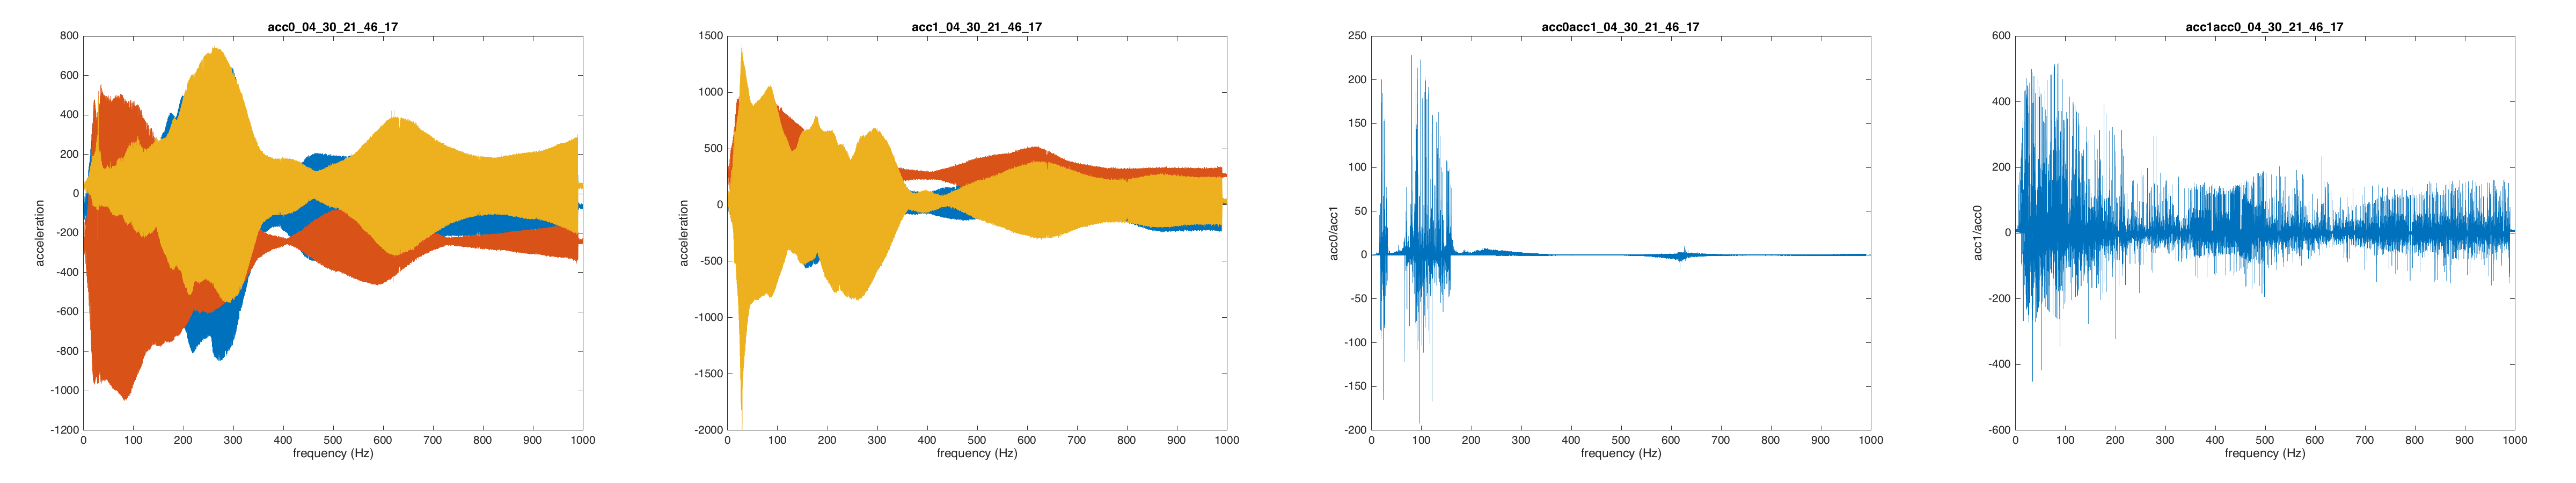 acc0_04_30_21_46_17
800
600
400
200
0
-200
-400
-600
-800
-1000
-1200
acceleration
0 100 200 300 400 500 600 700 800 900 1000
frequency (Hz)
acc1_04_30_21_46_17
1500
1000
500
0
-500
-1000
-1500
-2000
acceleration
0 100 200 300 400 500 600 700 800 900 1000
frequency (Hz)
acc0acc1_04_30_21_46_17
250
200
150
100
50
0
-50
-100
-150
-200
acc0/acc1
0 100 200 300 400 500 600 700 800 900 1000
frequency (Hz)
acc1acc0_04_30_21_46_17
600
400
200
0
-200
-400
-600
acc1/acc0
0 100 200 300 400 500 600 700 800 900 1000
frequency (Hz)